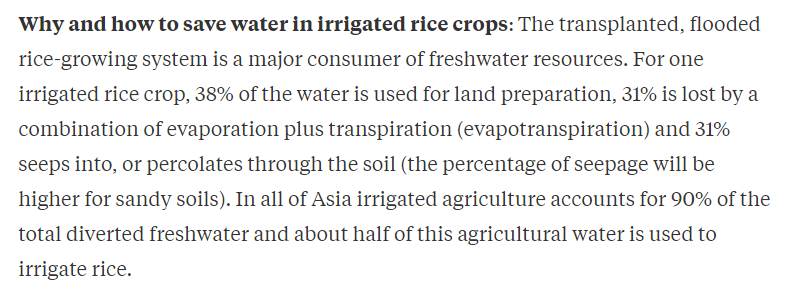 Why and how to save water in irrigated rice crops: The transplanted, flooded
rice-growing system is a major consumer of freshwater resources. For one
irrigated rice crop, 38% of the water is used for land preparation, 31% is lost by a
combination of evaporation plus transpiration (evapotranspiration) and 31%
seeps into, or percolates through the soil (the percentage of seepage will be
higher for sandy soils). In all of Asia irrigated agriculture accounts for 90% of the
total diverted freshwater and about half of this agricultural water is used to
irrigate rice.